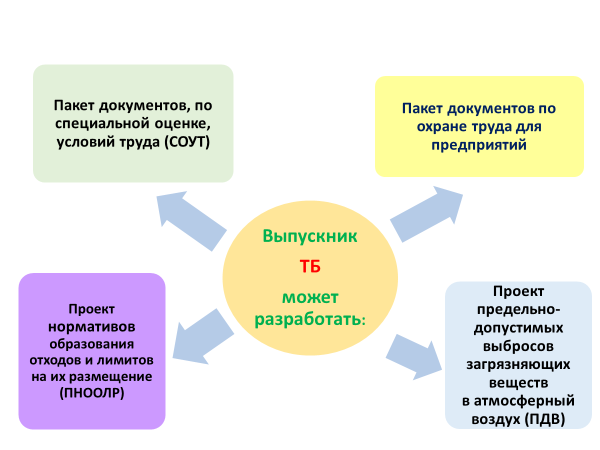 Пакет документов, по
специальной оценке,
условий труда (СОУТ)
Пакет документов по
охране труда для
предприятий
Выпускник
ТБ
может
разработать:
Проект
нормативов
образования
отходов и лимитов
на их размещение
(ПНООЛР)
Проект
предельно-
допустимых
выбросов
загрязняющих
веществ
в атмосферный
воздух (ПДВ)